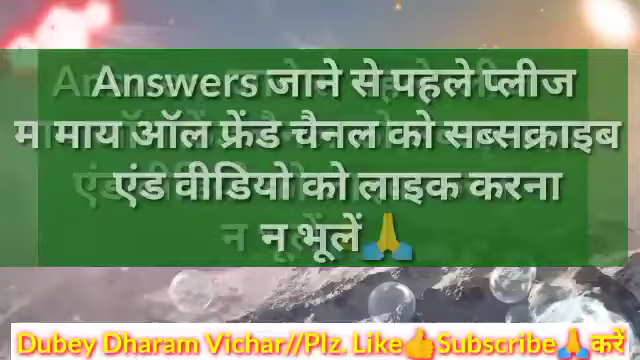 Answers जाने से पहले प्लीज
माय ऑल फ्रेंड चैनल को सब्सक्राइब
एंड वीडियो को लाइक करना
न भूलें🙏
Dubey Dharam Vichar//Plz. Like👍Subscribe🙏करें